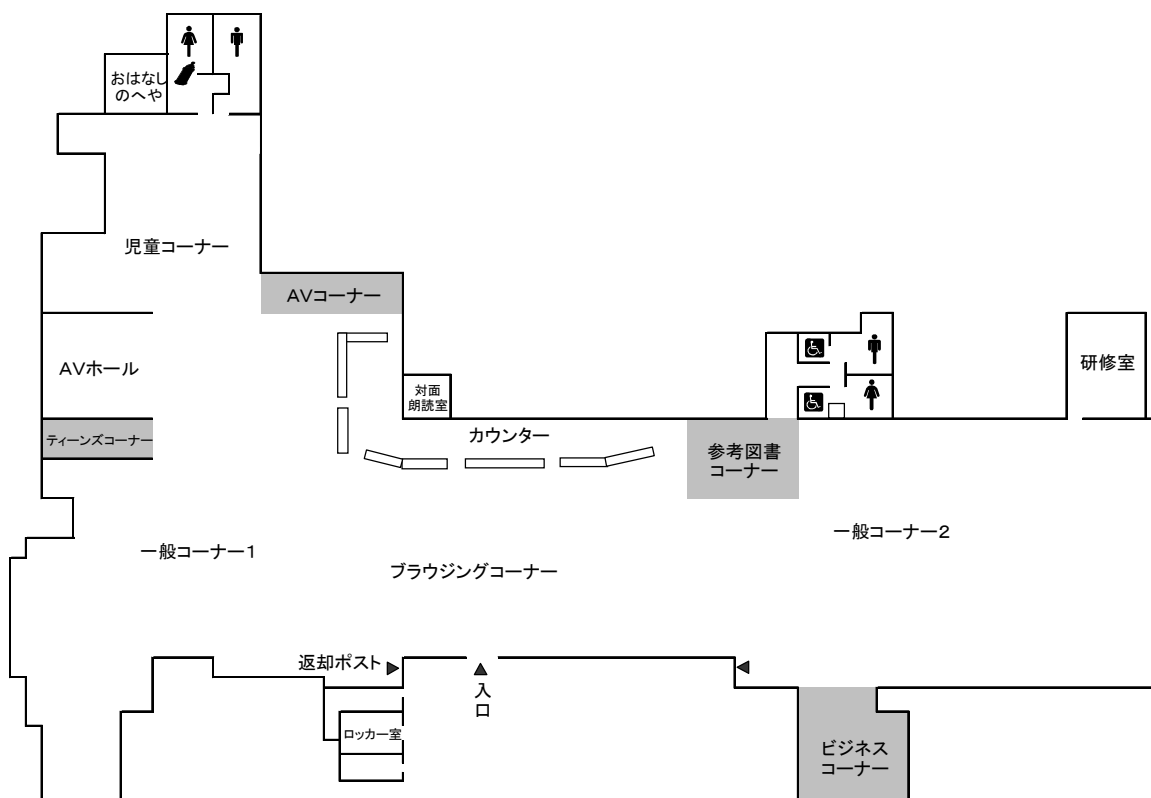 おはなし
のへや
児童コーナー
AVコーナー
AVホール
対面
朗読室
研修室
ティーンズコーナー
カウンター
参考図書
コーナー
一般コーナー1
一般コーナー2
ブラウジングコーナー
返却ポスト
入
口
ロッカー室
ビジネス
コーナー